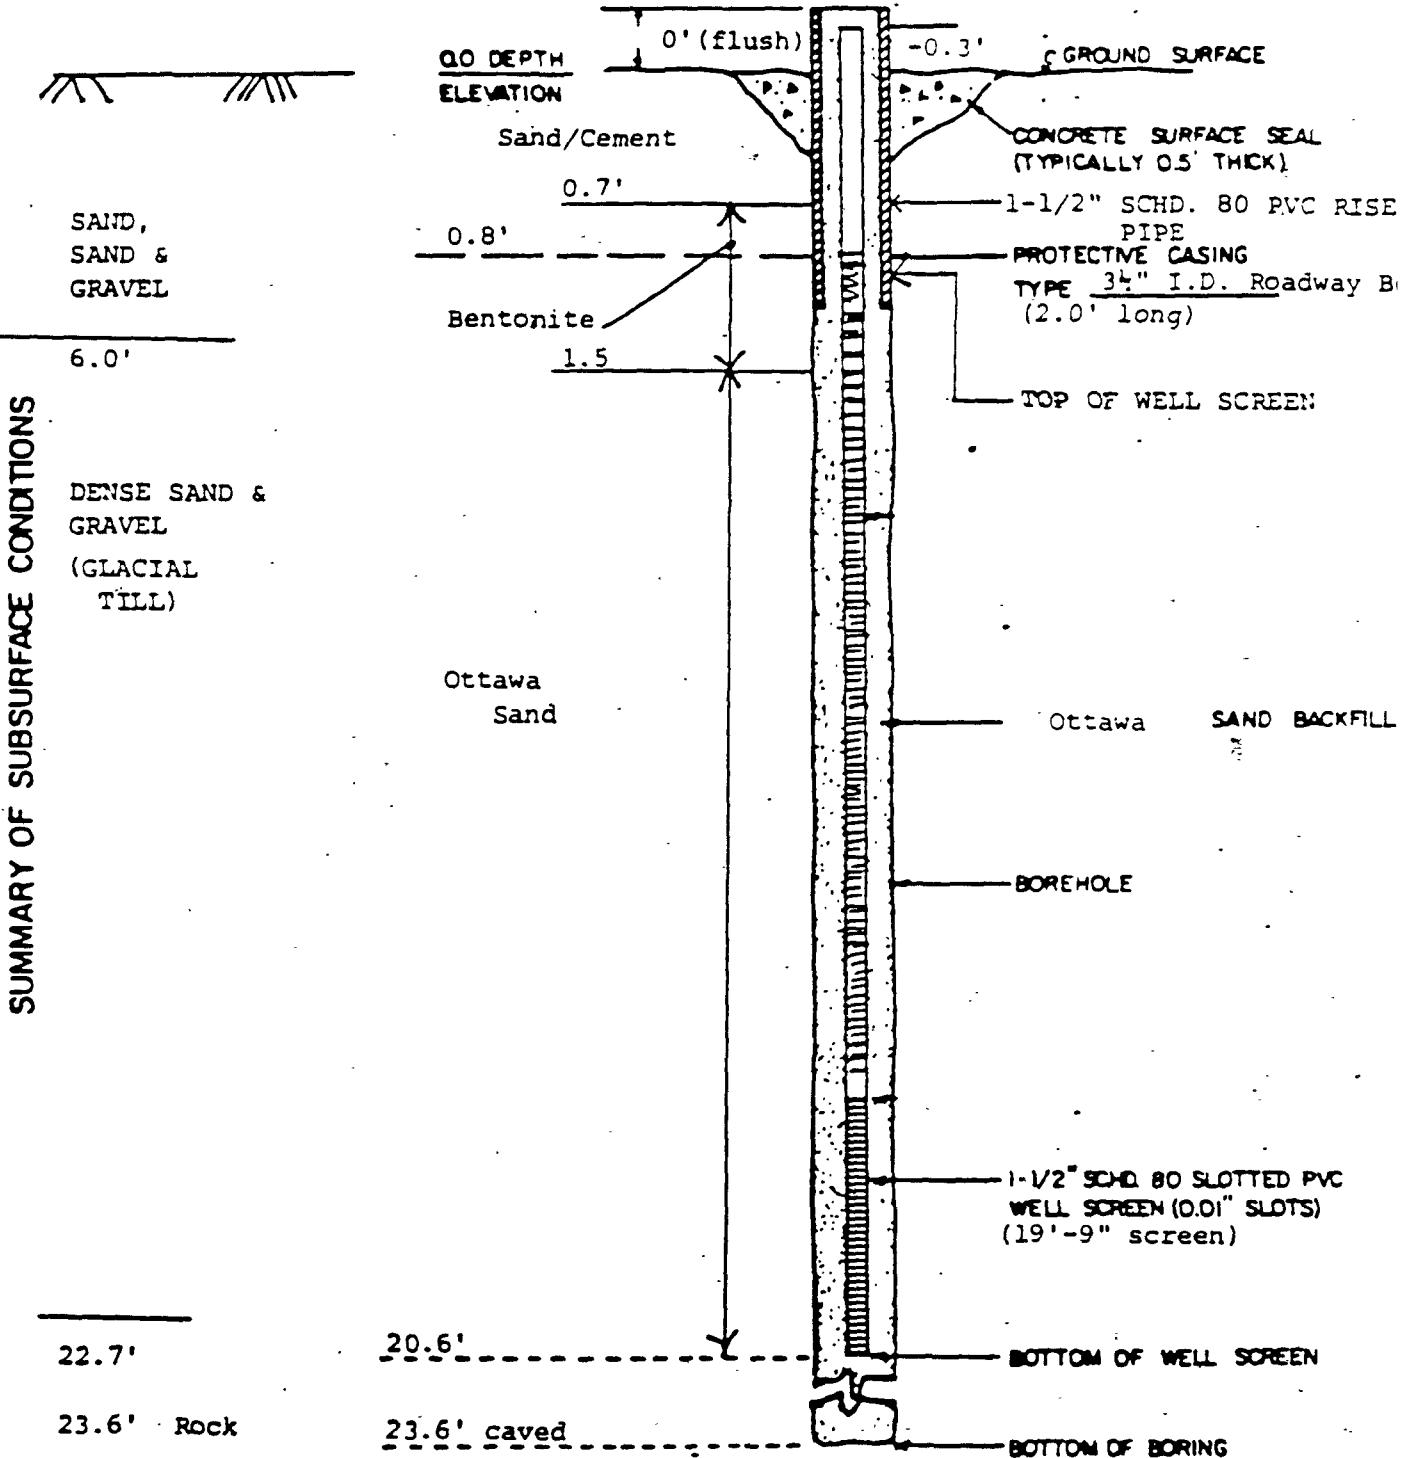 0' (flush)
-0.3'
0.0 DEPTH
ELEVATION
GROUND SURFACE
Sand/Cement
CONCRETE SURFACE SEAL
(TYPICALLY 0.5' THICK)
0.7'
1-1/2" SCHD. 80 PVC RISE
PIPE
SAND,
SAND &
GRAVEL
0.8'
PROTECTIVE CASING
TYPE 3½" I.D. Roadway B
(2.0' long)
Bentonite
6.0'
1.5
TOP OF WELL SCREEN
SUMMARY OF SUBSURFACE CONDITIONS
DENSE SAND &
GRAVEL
(GLACIAL
TILL)
Ottawa
Sand
Ottawa SAND BACKFILL
BOREHOLE
1-1/2" SCHD. 80 SLOTTED PVC
WELL SCREEN (0.01" SLOTS)
(19'-9" screen)
22.7'
20.6'
BOTTOM OF WELL SCREEN
23.6' Rock
23.6' caved
BOTTOM OF BORING